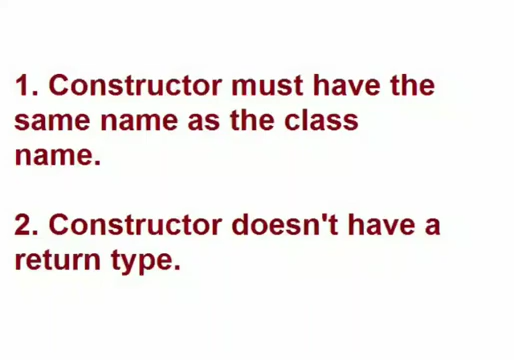 1. Constructor must have the
same name as the class
name.
2. Constructor doesn't have a
return type.